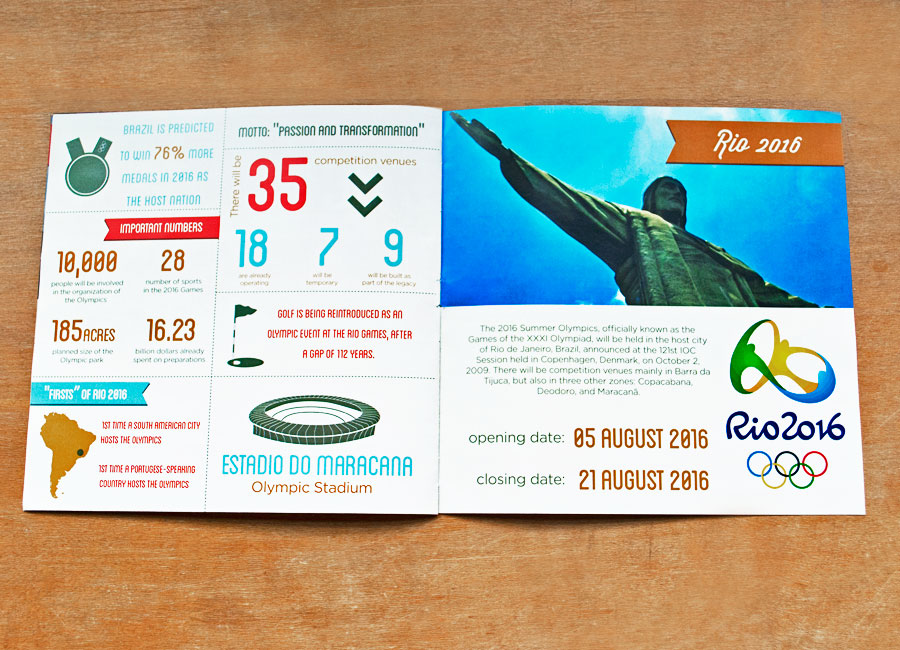 BRAZIL IS PREDICTED
TO WIN 76% MORE
MEDALS IN 2016 AS
THE HOST NATION
IMPORTANT NUMBERS
10,000
people will be involved
in the organization of
the Olympics
28
number of sports
in the 2016 Games
185 ACRES
planned size of the
Olympic park
16.23
billion dollars already
spent on preparations
"FIRSTS" OF RIO 2016
1ST TIME A SOUTH AMERICAN CITY
HOSTS THE OLYMPICS
1ST TIME A PORTUGESE-SPEAKING
COUNTRY HOSTS THE OLYMPICS
MOTTO: "PASSION AND TRANSFORMATION"
There will be
35
competition venues
18
are already
operating
7
will be
temporary
9
will be built as
part of the legacy
GOLF IS BEING REINTRODUCED AS AN
OLYMPIC EVENT AT THE RIO GAMES, AFTER
A GAP OF 112 YEARS.
ESTADIO DO MARACANA
Olympic Stadium
Rio 2016
The 2016 Summer Olympics, officially known as the
Games of the XXXI Olympiad, will be held in the host city
of Rio de Janeiro, Brazil, announced at the 121st IOC
Session held in Copenhagen, Denmark, on October 2,
2009. There will be competition venues mainly in Barra da
Tijuca, but also in three other zones: Copacabana,
Deodoro, and Maracanã.
opening date: 05 AUGUST 2016
closing date: 21 AUGUST 2016
Rio2016